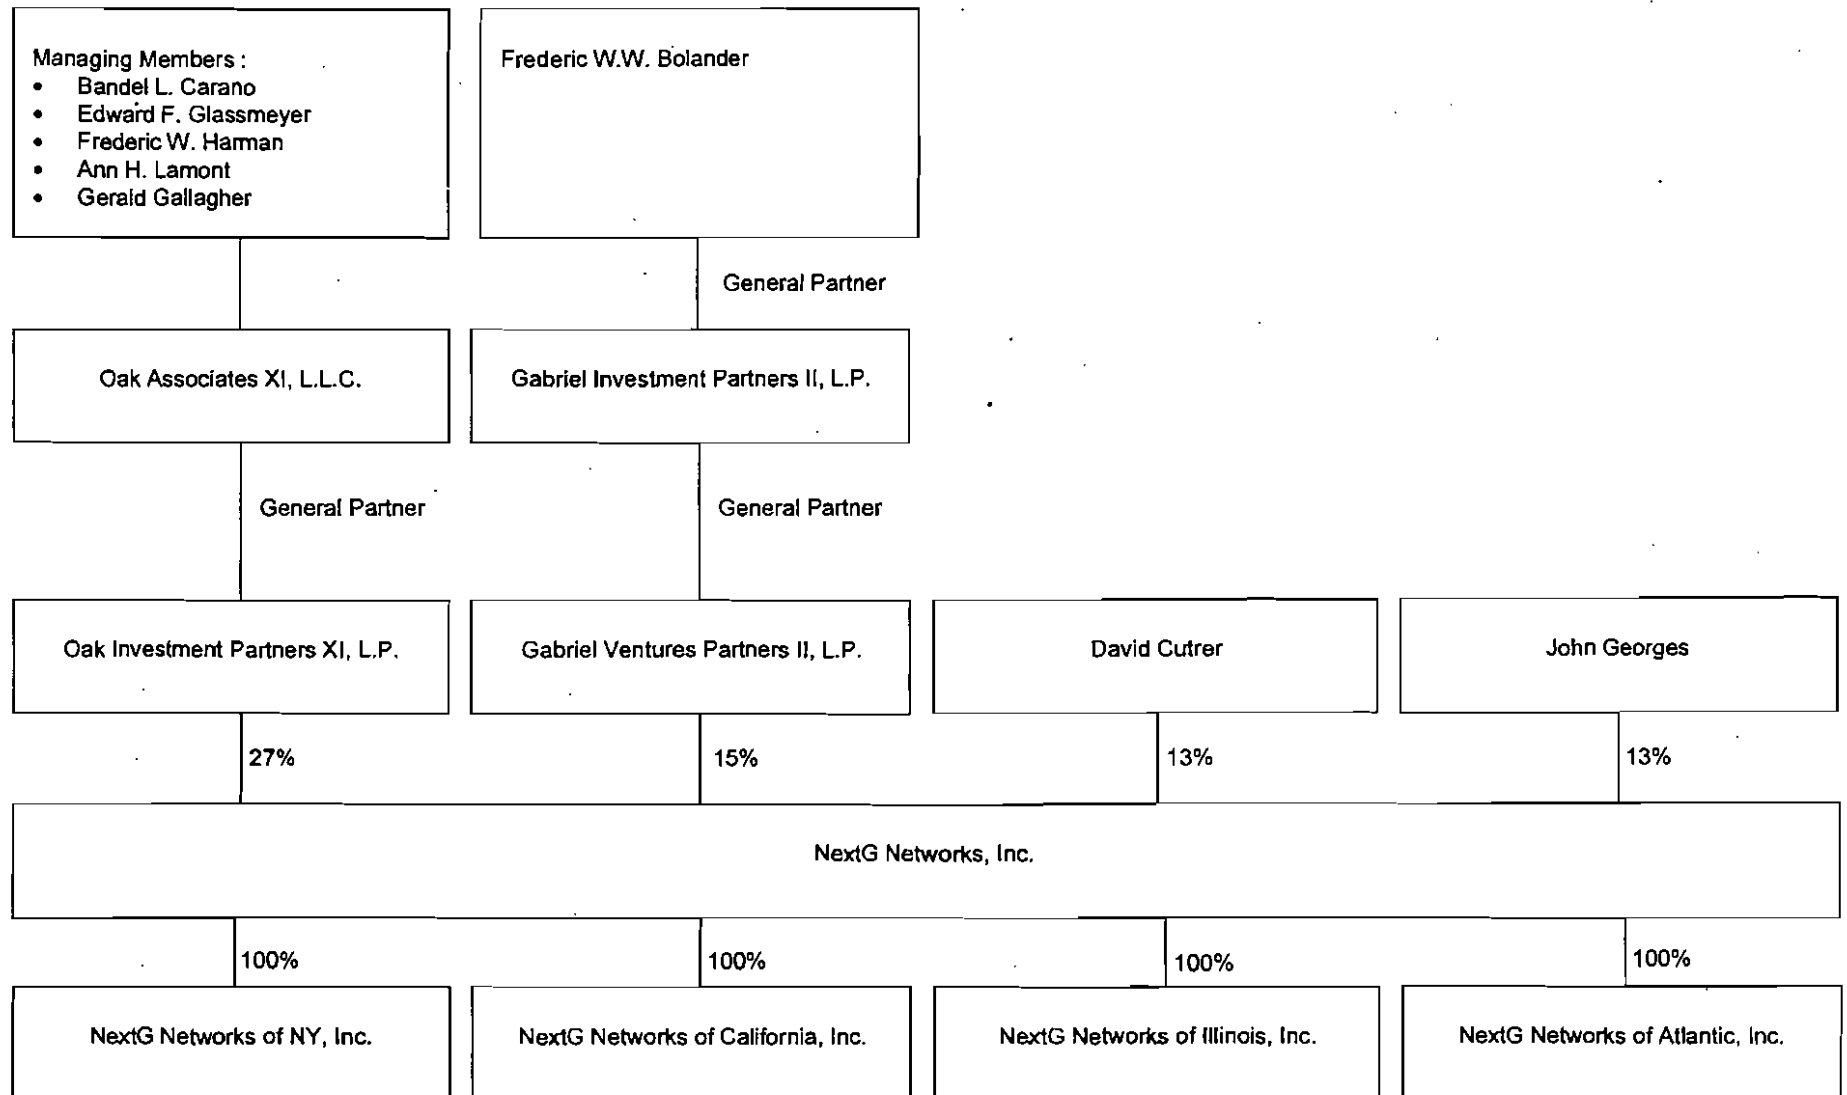 Managing Members :
• Bandel L. Carano
• Edward F. Glassmeyer
• Frederic W. Harman
• Ann H. Lamont
• Gerald Gallagher
Frederic W.W. Bolander
General Partner
Oak Associates XI, L.L.C.
Gabriel Investment Partners II, L.P.
General Partner
General Partner
Oak Investment Partners XI, L.P.
Gabriel Ventures Partners II, L.P.
David Cutrer
John Georges
27%
15%
13%
13%
NextG Networks, Inc.
100%
100%
100%
100%
NextG Networks of NY, Inc.
NextG Networks of California, Inc.
NextG Networks of Illinois, Inc.
NextG Networks of Atlantic, Inc.